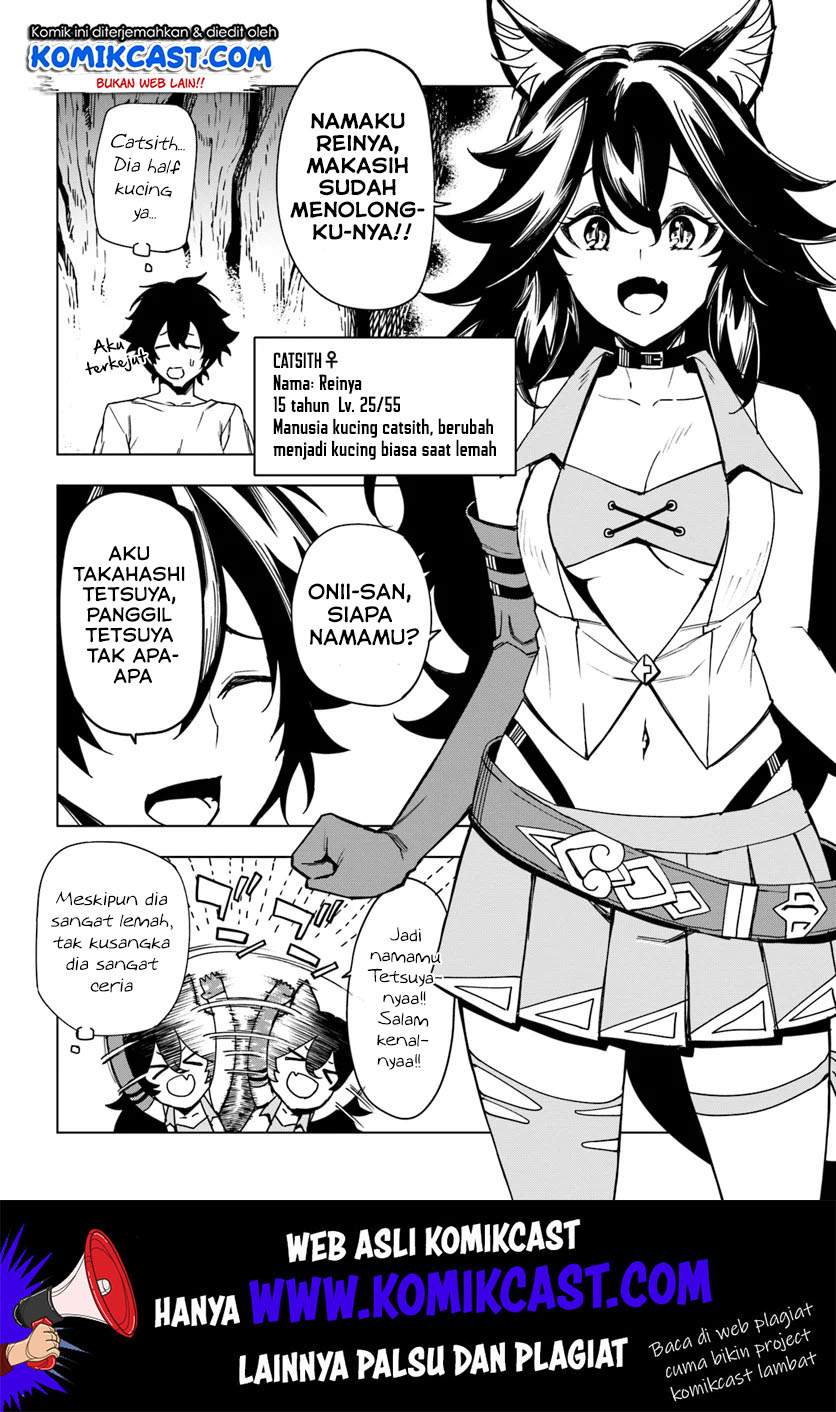 Komik ini diterjemahkan & diedit oleh
KOMIKCAST.COM
BUKAN WEB LAIN!!
NAMAKU
REINYA,
MAKASIH
SUDAH
MENOLONG-
KU-NYA!!
Catsith...
Dia half
kucing
ya...
Aku
terkejut
CATSITH ♀
Nama: Reinya
15 tahun Lv. 25/55
Manusia kucing catsith, berubah
menjadi kucing biasa saat lemah
ONII-SAN,
SIAPA
NAMAMU?
AKU
TAKAHASHI
TETSUYA,
PANGGIL
TETSUYA
TAK APA-
APA
Jadi
namamu
Tetsuya-
nyaa!!
Salam
kenal-
nyaa!!
Meskipun dia
sangat lemah,
tak kusangka
dia sangat
ceria
ブン
ブン
WEB ASLI KOMIKCAST
HANYA WWW.KOMIKCAST.COM
LAINNYA PALSU DAN PLAGIAT
Baca di web plagiat
cuma bikin project
komikcast lambat